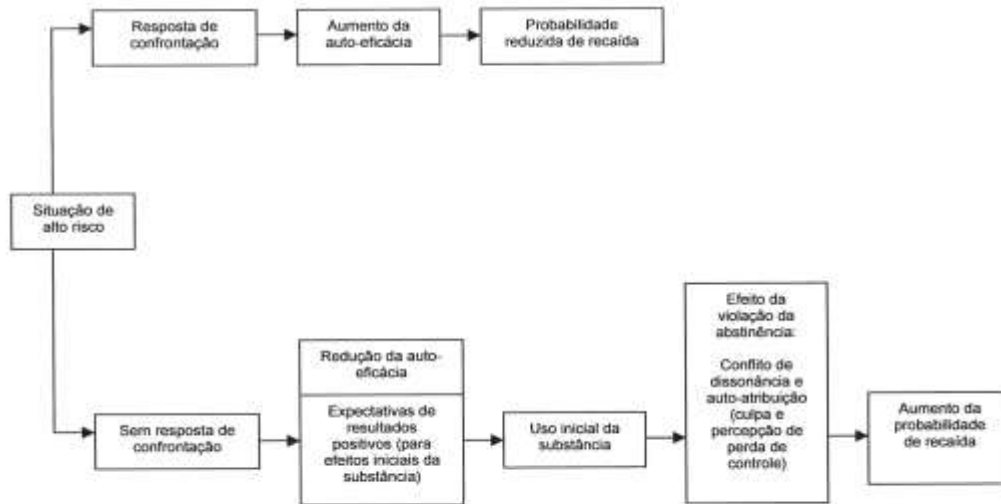 Resposta de
confrontação
Aumento da
auto-eficácia
Probabilidade
reduzida de recaída
Situação de
alto risco
Sem resposta de
confrontação
Redução da auto-
eficácia
Expectativas de
resultados
positivos (para
efeitos iniciais da
substância)
Uso inicial da
substância
Efeito da
violação da
abstinência:
Conflito de
dissonância e
auto-atribuição
(culpa e
percepção de
perda de
controle)
Aumento da
probabilidade
de recaída